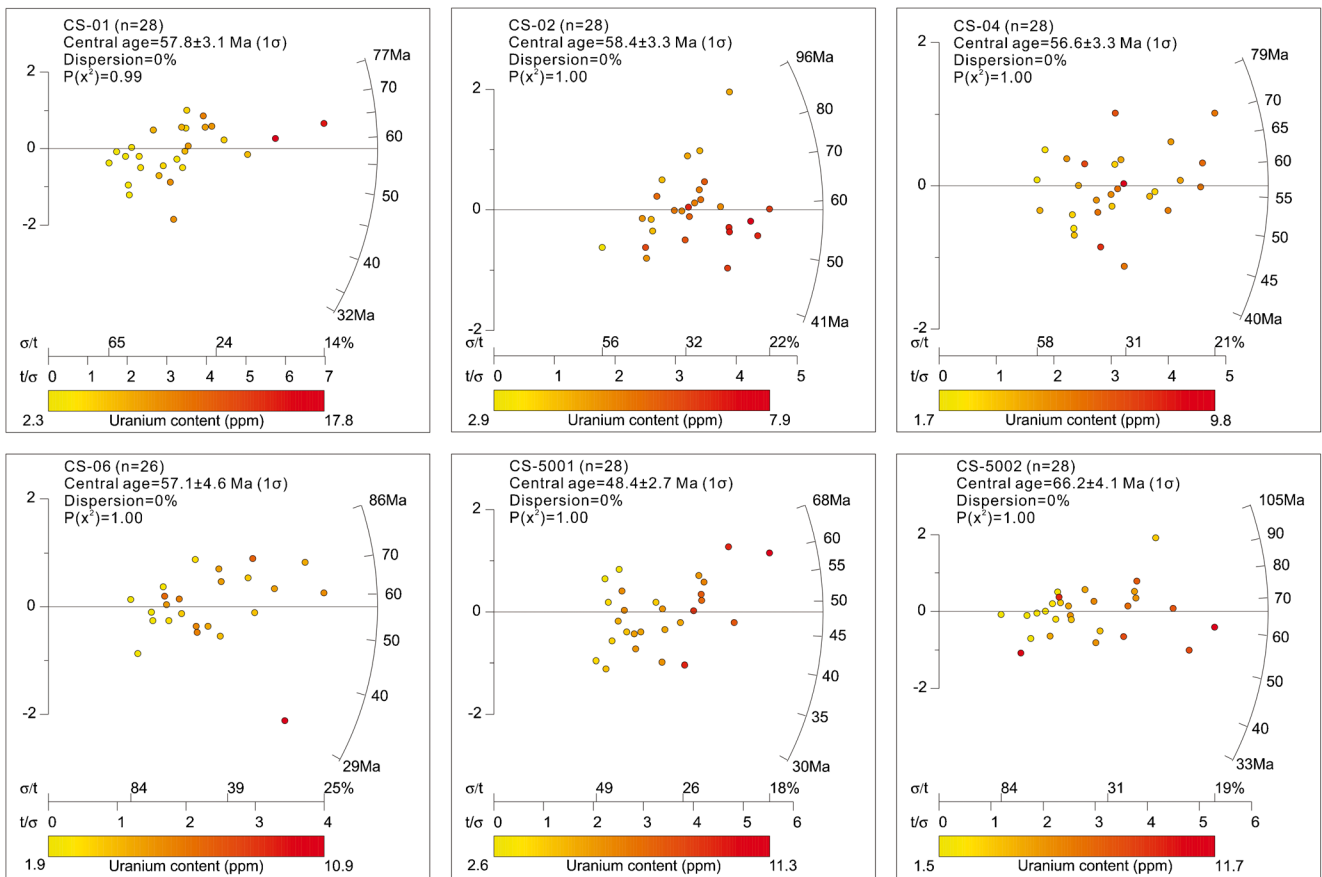 CS-01 (n=28)
Central age=57.8±3.1 Ma (1σ)
Dispersion=0%
P(x²)=0.99
77Ma
70
60
50
40
32Ma
2
0
-2
σ/t 65 24 14%
t/σ 0 1 2 3 4 5 6 7
2.3 Uranium content (ppm) 17.8
CS-02 (n=28)
Central age=58.4±3.3 Ma (1σ)
Dispersion=0%
P(x²)=1.00
96Ma
80
60
50
41Ma
2
0
-2
σ/t 56 32 22%
t/σ 0 1 2 3 4 5
2.9 Uranium content (ppm) 7.9
CS-04 (n=28)
Central age=56.6±3.3 Ma (1σ)
Dispersion=0%
P(x²)=1.00
79Ma
70
65
60
55
50
45
40Ma
2
0
-2
σ/t 58 31 21%
t/σ 0 1 2 3 4 5
1.7 Uranium content (ppm) 9.8
CS-06 (n=26)
Central age=57.1±4.6 Ma (1σ)
Dispersion=0%
P(x²)=1.00
86Ma
70
60
50
40
29Ma
2
0
-2
σ/t 84 39 25%
t/σ 0 1 2 3 4
1.9 Uranium content (ppm) 10.9
CS-5001 (n=28)
Central age=48.4±2.7 Ma (1σ)
Dispersion=0%
P(x²)=1.00
68Ma
60
55
50
45
40
35
30Ma
2
0
-2
σ/t 49 26 18%
t/σ 0 1 2 3 4 5 6
2.6 Uranium content (ppm) 11.3
CS-5002 (n=28)
Central age=66.2±4.1 Ma (1σ)
Dispersion=0%
P(x²)=1.00
105Ma
90
80
70
60
50
40
33Ma
2
0
-2
σ/t 84 31 19%
t/σ 0 1 2 3 4 5 6
1.5 Uranium content (ppm) 11.7